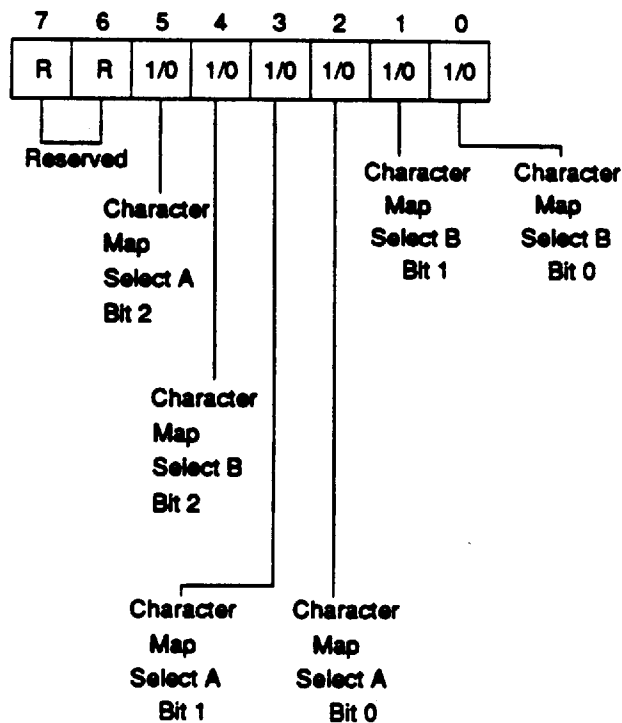 7 6 5 4 3 2 1 0
R R 1/0 1/0 1/0 1/0 1/0 1/0
Reserved
Character
Map
Select B
Bit 1
Character
Map
Select B
Bit 0
Character
Map
Select A
Bit 2
Character
Map
Select B
Bit 2
Character
Map
Select A
Bit 1
Character
Map
Select A
Bit 0